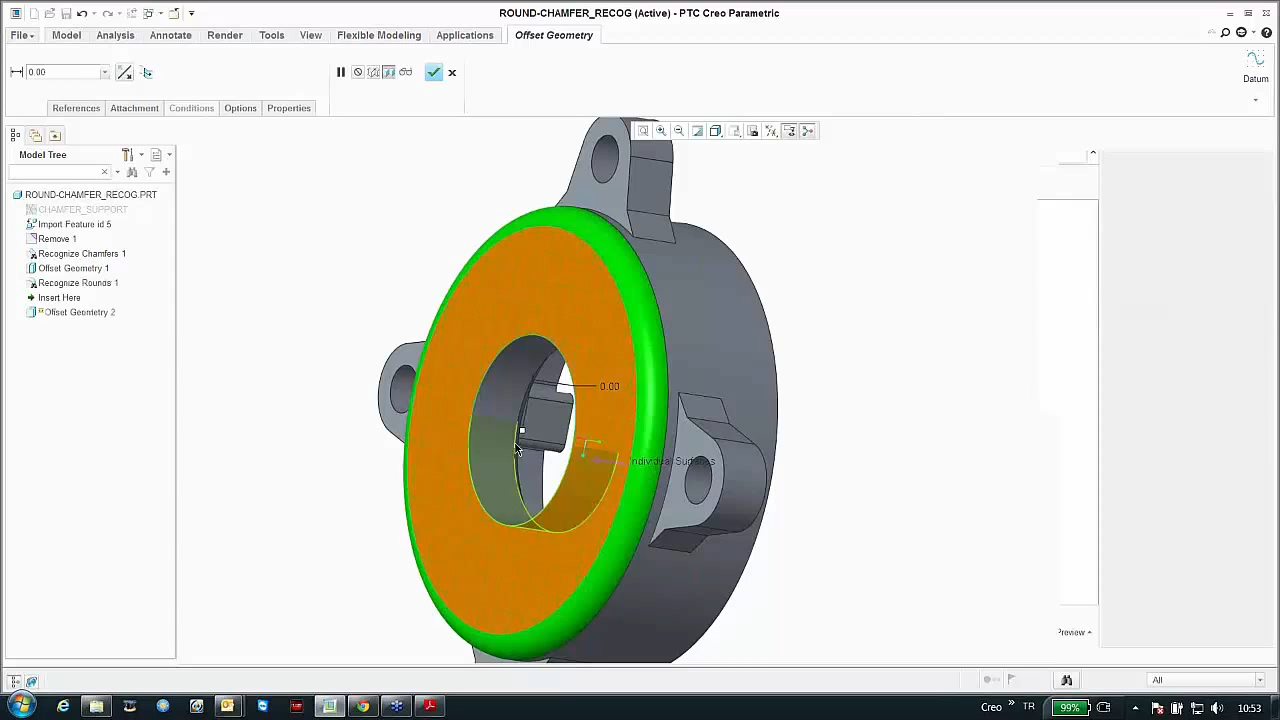 ROUND-CHAMFER_RECOG (Active) - PTC Creo Parametric
File Model Analysis Annotate Render Tools View Flexible Modeling Applications Offset Geometry
0.00
Datum
References Attachment Conditions Options Properties
Model Tree
ROUND-CHAMFER_RECOG.PRT
CHAMFER_SUPPORT
Import Feature id 5
Remove 1
Recognize Chamfers 1
Offset Geometry 1
Recognize Rounds 1
Insert Here
Offset Geometry 2
0.00
Individual Surfaces
Preview
All
Creo » TR 99% 10:53